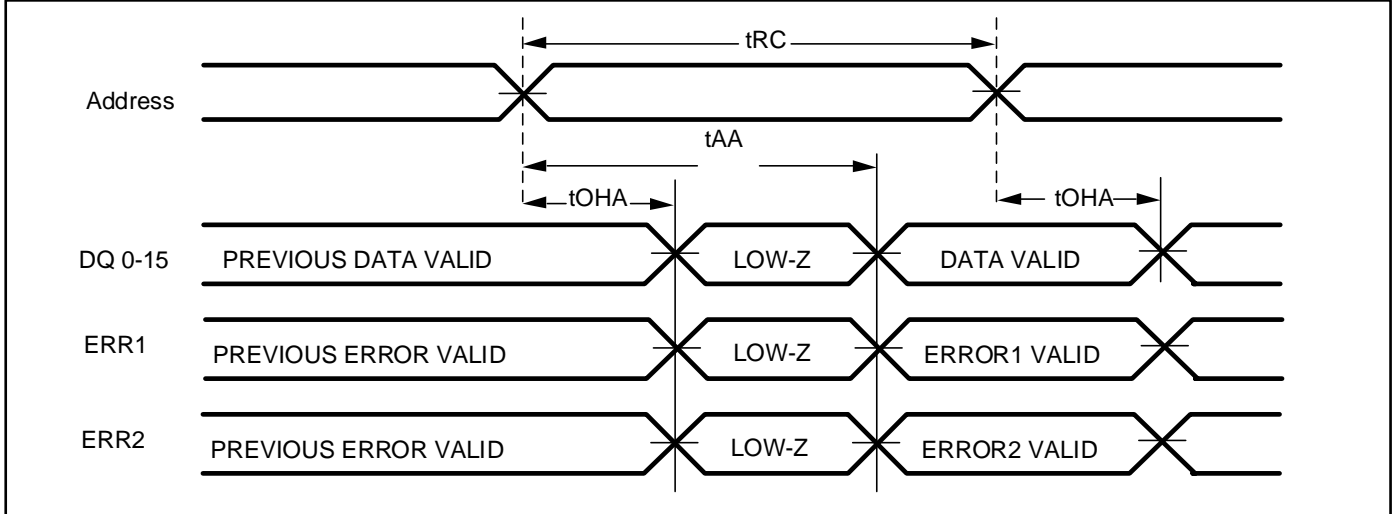 tRC
Address
tAA
tOHA
tOHA
DQ 0-15 PREVIOUS DATA VALID LOW-Z DATA VALID
ERR1 PREVIOUS ERROR VALID LOW-Z ERROR1 VALID
ERR2 PREVIOUS ERROR VALID LOW-Z ERROR2 VALID